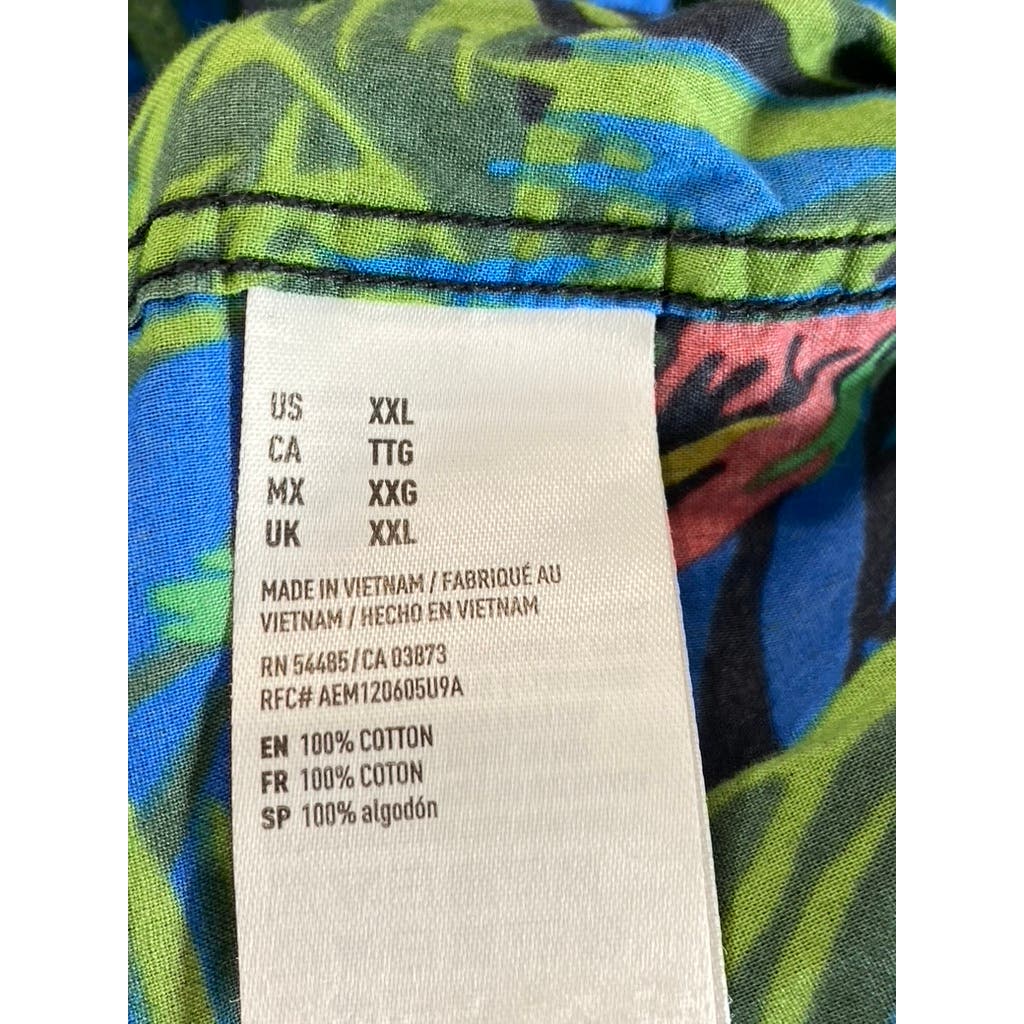 US XXL
CA TTG
MX XXG
UK XXL
MADE IN VIETNAM / FABRIQUÉ AU
VIETNAM / HECHO EN VIETNAM
RN 54485/CA 03873
RFC# AEM120605U9A
EN 100% COTTON
FR 100% COTON
SP 100% algodón